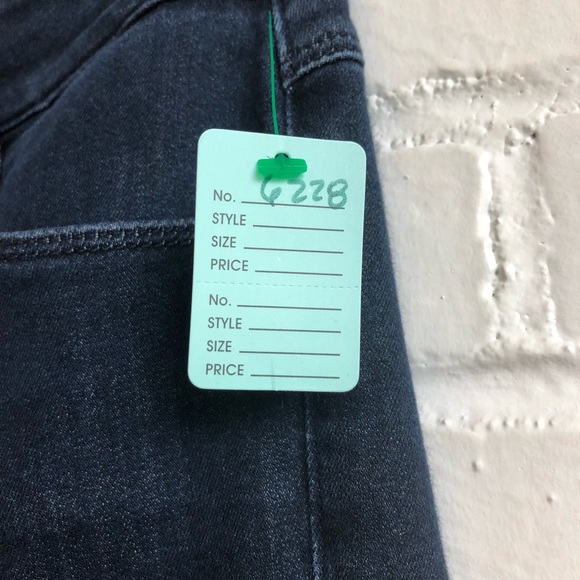 No. 6228
STYLE
SIZE
PRICE
No.
STYLE
SIZE
PRICE